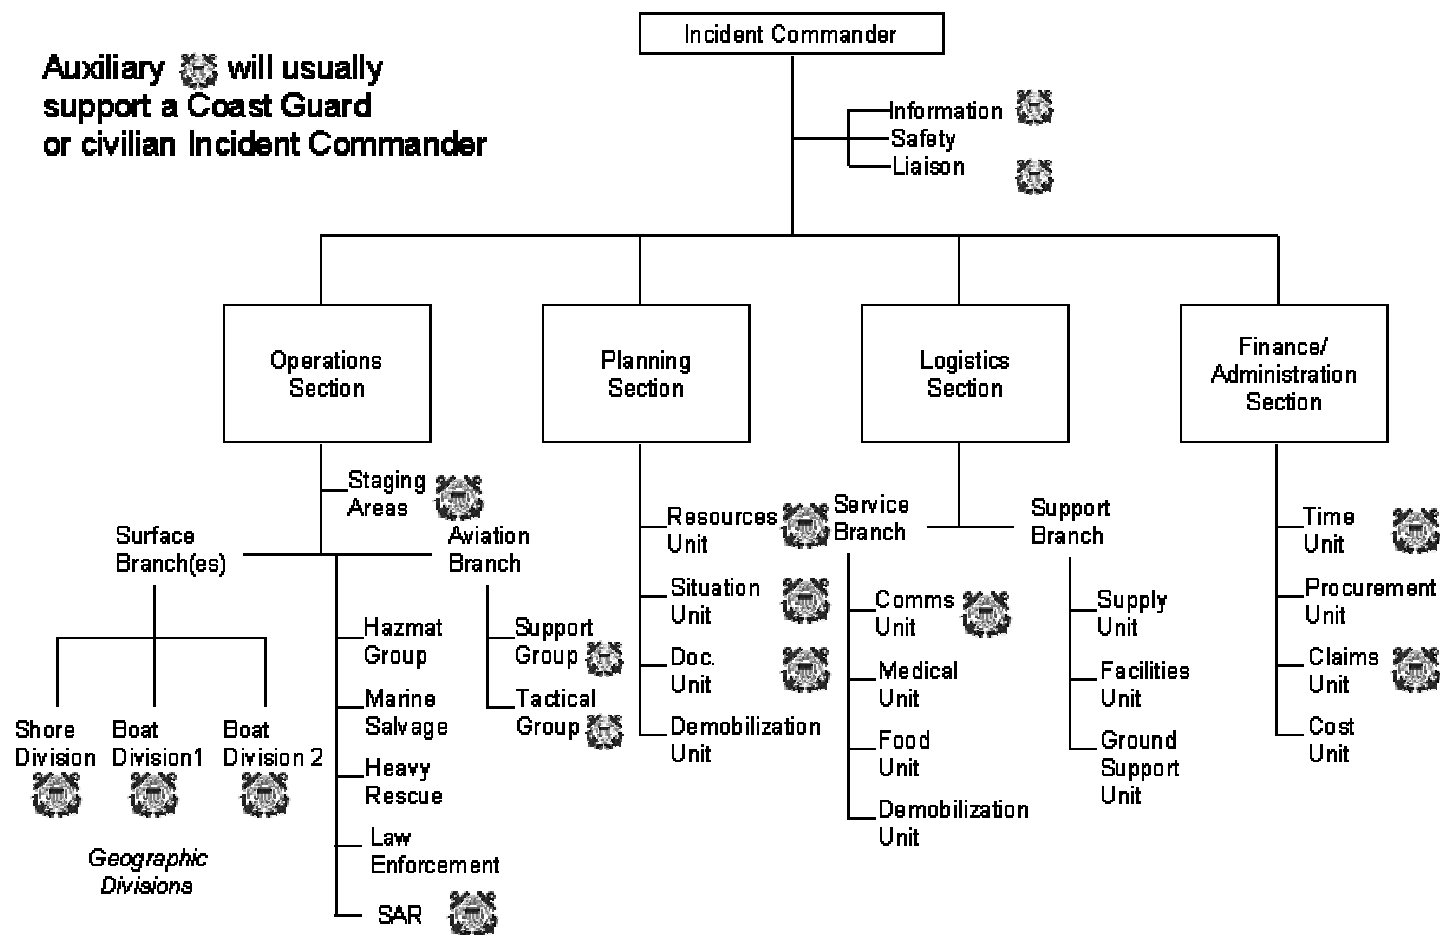 Incident Commander
Auxiliary will usually
support a Coast Guard
or civilian Incident Commander
Information
Safety
Liaison
Operations
Section
Planning
Section
Logistics
Section
Finance/
Administration
Section
Staging
Areas
Surface
Branch(es)
Aviation
Branch
Shore
Division
Boat
Division1
Boat
Division 2
Geographic
Divisions
Hazmat
Group
Marine
Salvage
Heavy
Rescue
Law
Enforcement
SAR
Support
Group
Tactical
Group
Resources
Unit
Situation
Unit
Doc.
Unit
Demobilization
Unit
Service
Branch
Comms
Unit
Medical
Unit
Food
Unit
Demobilization
Unit
Support
Branch
Supply
Unit
Facilities
Unit
Ground
Support
Unit
Time
Unit
Procurement
Unit
Claims
Unit
Cost
Unit